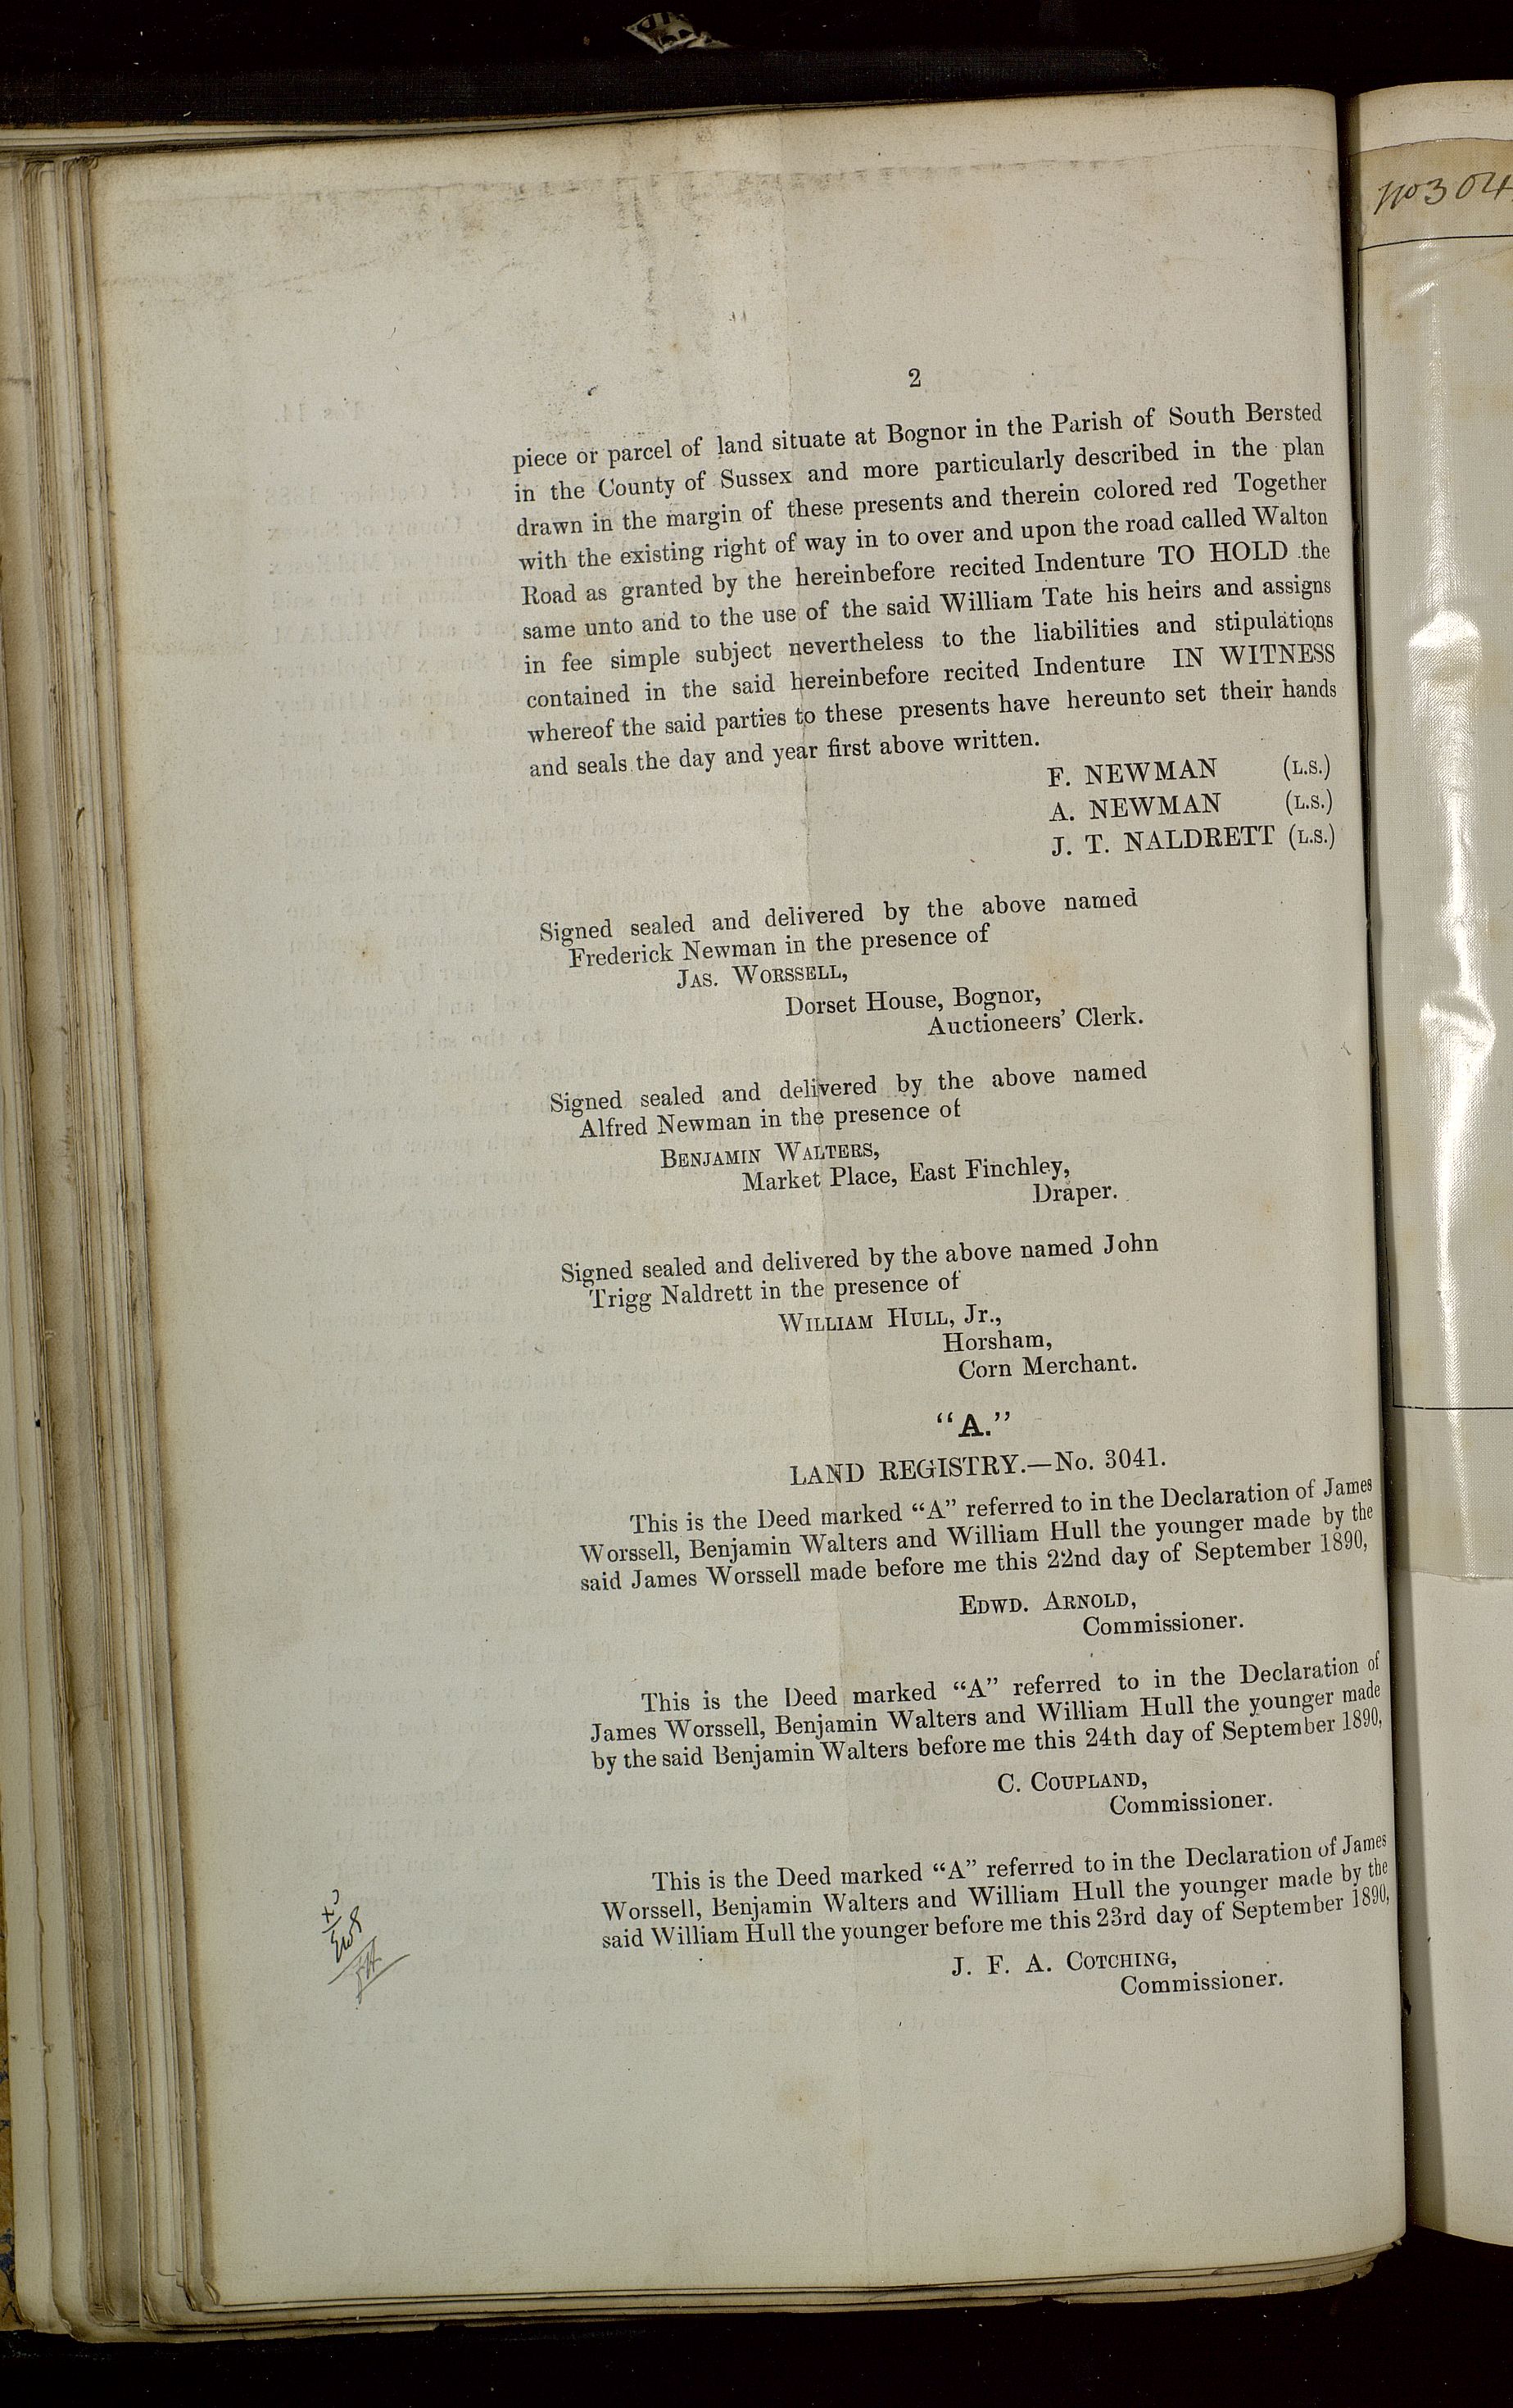 2
piece or parcel of land situate at Bognor in the Parish of South Bersted
in the County of Sussex and more particularly described in the plan
drawn in the margin of these presents and therein colored red Together
with the existing right of way in to over and upon the road called Walton
Road as granted by the hereinbefore recited Indenture TO HOLD the
same unto and to the use of the said William Tate his heirs and assigns
in fee simple subject nevertheless to the liabilities and stipulations
contained in the said hereinbefore recited Indenture IN WITNESS
whereof the said parties to these presents have hereunto set their hands
and seals the day and year first above written.
F. NEWMAN (L.S.)
A. NEWMAN (L.S.)
J. T. NALDRETT (L.S.)
Signed sealed and delivered by the above named
Frederick Newman in the presence of
JAS. WORSSELL,
Dorset House, Bognor,
Auctioneers' Clerk.
Signed sealed and delivered by the above named
Alfred Newman in the presence of
BENJAMIN WALTERS,
Market Place, East Finchley,
Draper.
Signed sealed and delivered by the above named John
Trigg Naldrett in the presence of
WILLIAM HULL, Jr.,
Horsham,
Corn Merchant.
"A."
LAND REGISTRY.—No. 3041.
This is the Deed marked "A" referred to in the Declaration of James
Worssell, Benjamin Walters and William Hull the younger made by the
said James Worssell made before me this 22nd day of September 1890,
EDWD. ARNOLD,
Commissioner.
This is the Deed marked "A" referred to in the Declaration of
James Worssell, Benjamin Walters and William Hull the younger made
by the said Benjamin Walters before me this 24th day of September 1890,
C. COUPLAND,
Commissioner.
This is the Deed marked "A" referred to in the Declaration of James
Worssell, Benjamin Walters and William Hull the younger made by the
said William Hull the younger before me this 23rd day of September 1890,
J. F. A. COTCHING,
Commissioner.
No 304